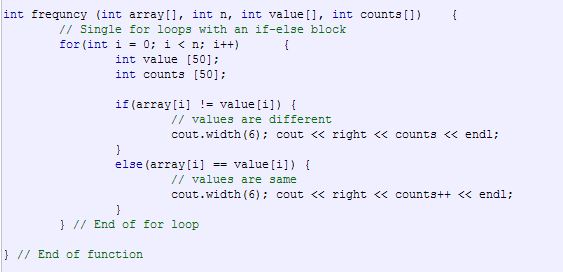 int frequncy (int array[], int n, int value[], int counts[])    {
        // Single for loops with an if-else block
        for(int i = 0; i < n; i++)      {
                int value [50];
                int counts [50];

                if(array[i] != value[i]) {
                        // values are different
                        cout.width(6); cout << right << counts << endl;
                }
                else(array[i] == value[i]) {
                        // values are same
                        cout.width(6); cout << right << counts++ << endl;
                }
        } // End of for loop

} // End of function